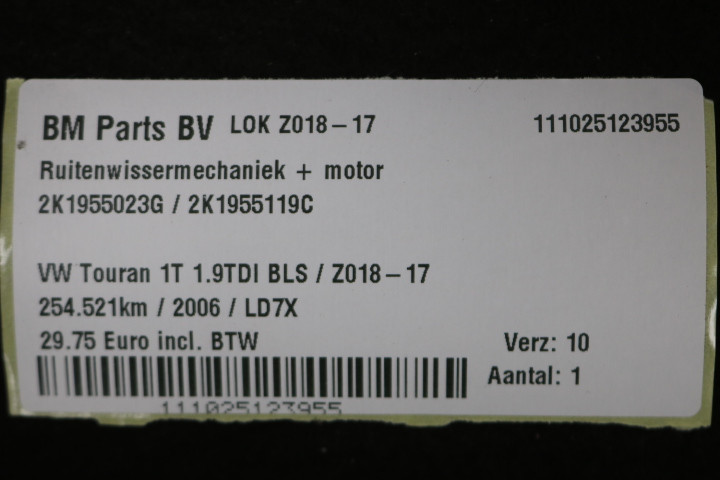 BM Parts BV LOK Z018-17 111025123955
Ruitenwissermechaniek + motor
2K1955023G / 2K1955119C
VW Touran 1T 1.9TDI BLS / Z018-17
254.521km / 2006 / LD7X
29.75 Euro incl. BTW Verz: 10
Aantal: 1
111025123955